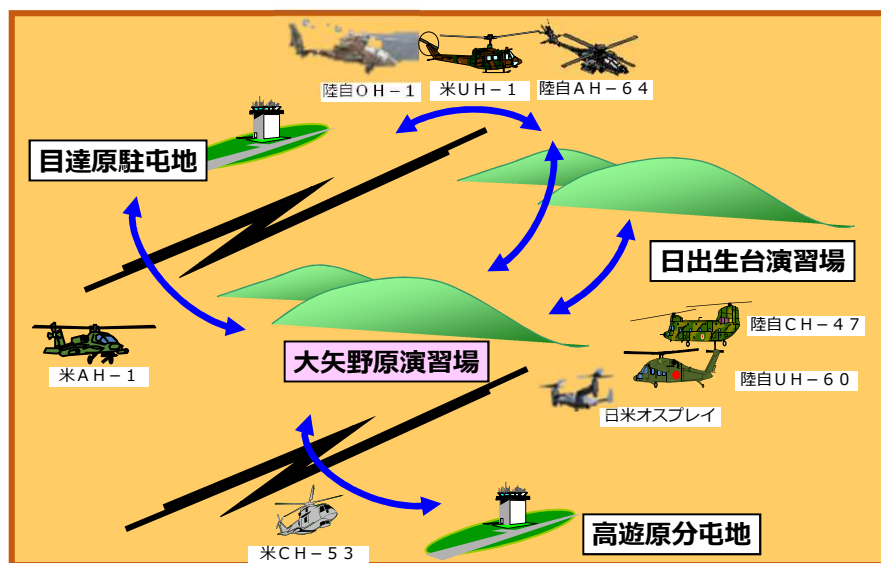 陸自ＯＨ－１
米ＵＨ－１
陸自ＡＨ－６４
目達原駐屯地
日出生台演習場
陸自ＣＨ－４７
米ＡＨ－１
大矢野原演習場
陸自ＵＨ－６０
日米オスプレイ
米ＣＨ－５３
高遊原分屯地